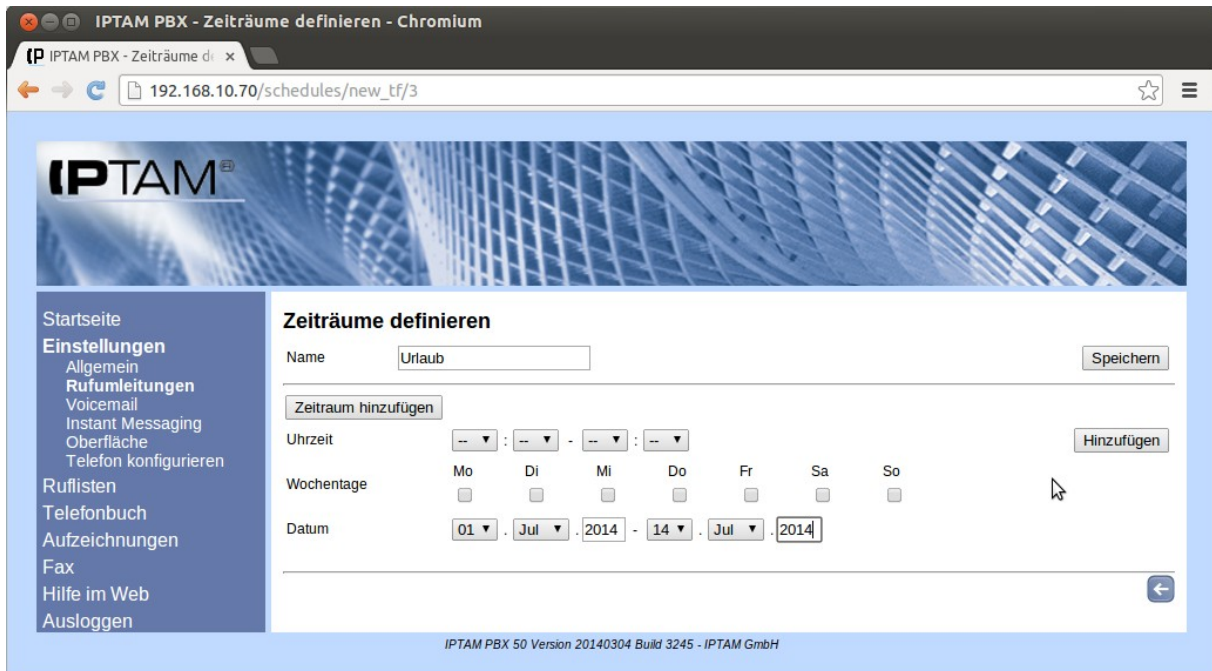 IPTAM PBX - Zeiträume definieren - Chromium
IPTAM PBX - Zeiträume de
192.168.10.70/schedules/new_tf/3
IPTAM®
Startseite
Einstellungen
Allgemein
Rufumleitungen
Voicemail
Instant Messaging
Oberfläche
Telefon konfigurieren
Ruflisten
Telefonbuch
Aufzeichnungen
Fax
Hilfe im Web
Ausloggen
Zeiträume definieren
Name Urlaub Speichern
Zeitraum hinzufügen
Uhrzeit -- : -- - -- : -- Hinzufügen
Mo Di Mi Do Fr Sa So
Wochentage
Datum 01 . Jul . 2014 - 14 . Jul . 2014
IPTAM PBX 50 Version 20140304 Build 3245 - IPTAM GmbH